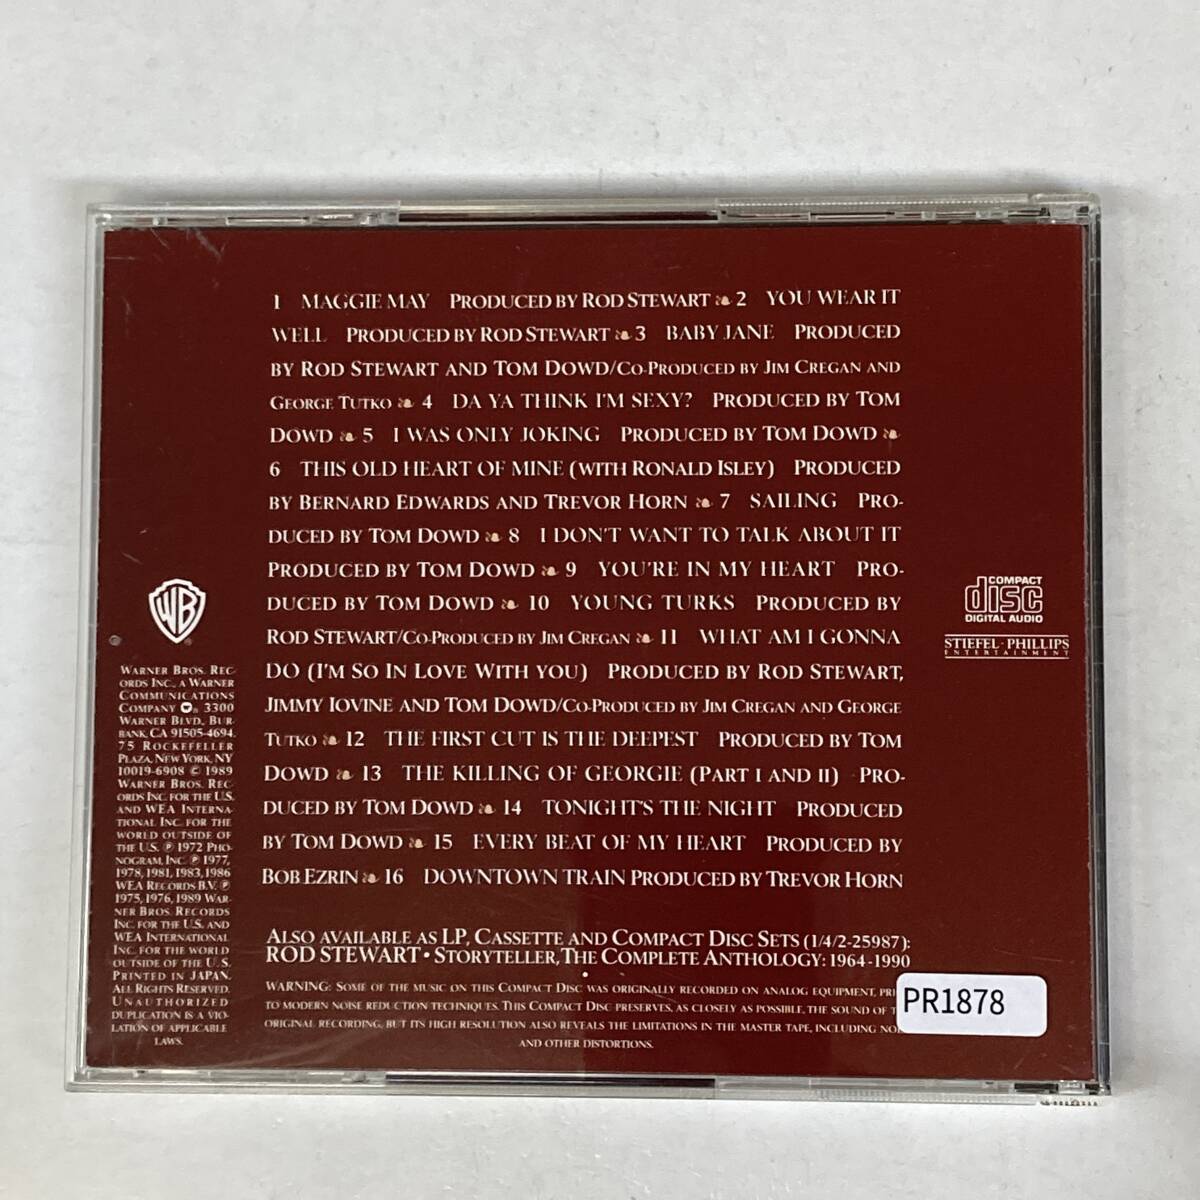 1 MAGGIE MAY PRODUCED BY ROD STEWART ❧ 2 YOU WEAR IT
WELL PRODUCED BY ROD STEWART ❧ 3 BABY JANE PRODUCED
BY ROD STEWART AND TOM DOWD/CO-PRODUCED BY JIM CREGAN AND
GEORGE TUTKO ❧ 4 DA YA THINK I'M SEXY? PRODUCED BY TOM
DOWD ❧ 5 I WAS ONLY JOKING PRODUCED BY TOM DOWD ❧
6 THIS OLD HEART OF MINE (WITH RONALD ISLEY) PRODUCED
BY BERNARD EDWARDS AND TREVOR HORN ❧ 7 SAILING PRO-
DUCED BY TOM DOWD ❧ 8 I DON'T WANT TO TALK ABOUT IT
PRODUCED BY TOM DOWD ❧ 9 YOU'RE IN MY HEART PRO-
DUCED BY TOM DOWD ❧ 10 YOUNG TURKS PRODUCED BY
ROD STEWART/CO-PRODUCED BY JIM CREGAN ❧ 11 WHAT AM I GONNA
DO (I'M SO IN LOVE WITH YOU) PRODUCED BY ROD STEWART,
JIMMY IOVINE AND TOM DOWD/CO-PRODUCED BY JIM CREGAN AND GEORGE
TUTKO ❧ 12 THE FIRST CUT IS THE DEEPEST PRODUCED BY TOM
DOWD ❧ 13 THE KILLING OF GEORGIE (PART I AND II) PRO-
DUCED BY TOM DOWD ❧ 14 TONIGHT'S THE NIGHT PRODUCED
BY TOM DOWD ❧ 15 EVERY BEAT OF MY HEART PRODUCED BY
BOB EZRIN ❧ 16 DOWNTOWN TRAIN PRODUCED BY TREVOR HORN
ALSO AVAILABLE AS LP, CASSETTE AND COMPACT DISC SETS (1/4/2-25987):
ROD STEWART • STORYTELLER, THE COMPLETE ANTHOLOGY: 1964-1990
•
WARNING: SOME OF THE MUSIC ON THIS COMPACT DISC WAS ORIGINALLY RECORDED ON ANALOG EQUIPMENT, PRI
TO MODERN NOISE REDUCTION TECHNIQUES. THIS COMPACT DISC PRESERVES, AS CLOSELY AS POSSIBLE, THE SOUND OF T
ORIGINAL RECORDING, BUT ITS HIGH RESOLUTION ALSO REVEALS THE LIMITATIONS IN THE MASTER TAPE, INCLUDING NOI
AND OTHER DISTORTIONS.
WB
®
WARNER BROS. REC-
ORDS INC., A WARNER
COMMUNICATIONS
COMPANY ® 3300
WARNER BLVD., BUR-
BANK, CA 91505-4694.
75 ROCKEFELLER
PLAZA, NEW YORK, NY
10019-6908 © 1989
WARNER BROS. REC-
ORDS INC. FOR THE U.S.
AND WEA INTERNA-
TIONAL INC. FOR THE
WORLD OUTSIDE OF
THE U.S. ℗ 1972 PHO-
NOGRAM, INC. ℗ 1977,
1978, 1981, 1983, 1986
WEA RECORDS B.V. ℗
1975, 1976, 1989 WAR-
NER BROS. RECORDS
INC. FOR THE U.S. AND
WEA INTERNATIONAL
INC. FOR THE WORLD
OUTSIDE OF THE U.S.
PRINTED IN JAPAN.
ALL RIGHTS RESERVED.
UNAUTHORIZED
DUPLICATION IS A VIO-
LATION OF APPLICABLE
LAWS.
COMPACT
disc
DIGITAL AUDIO
STIEFEL · PHILLIPS
ENTERTAINMENT
PR1878